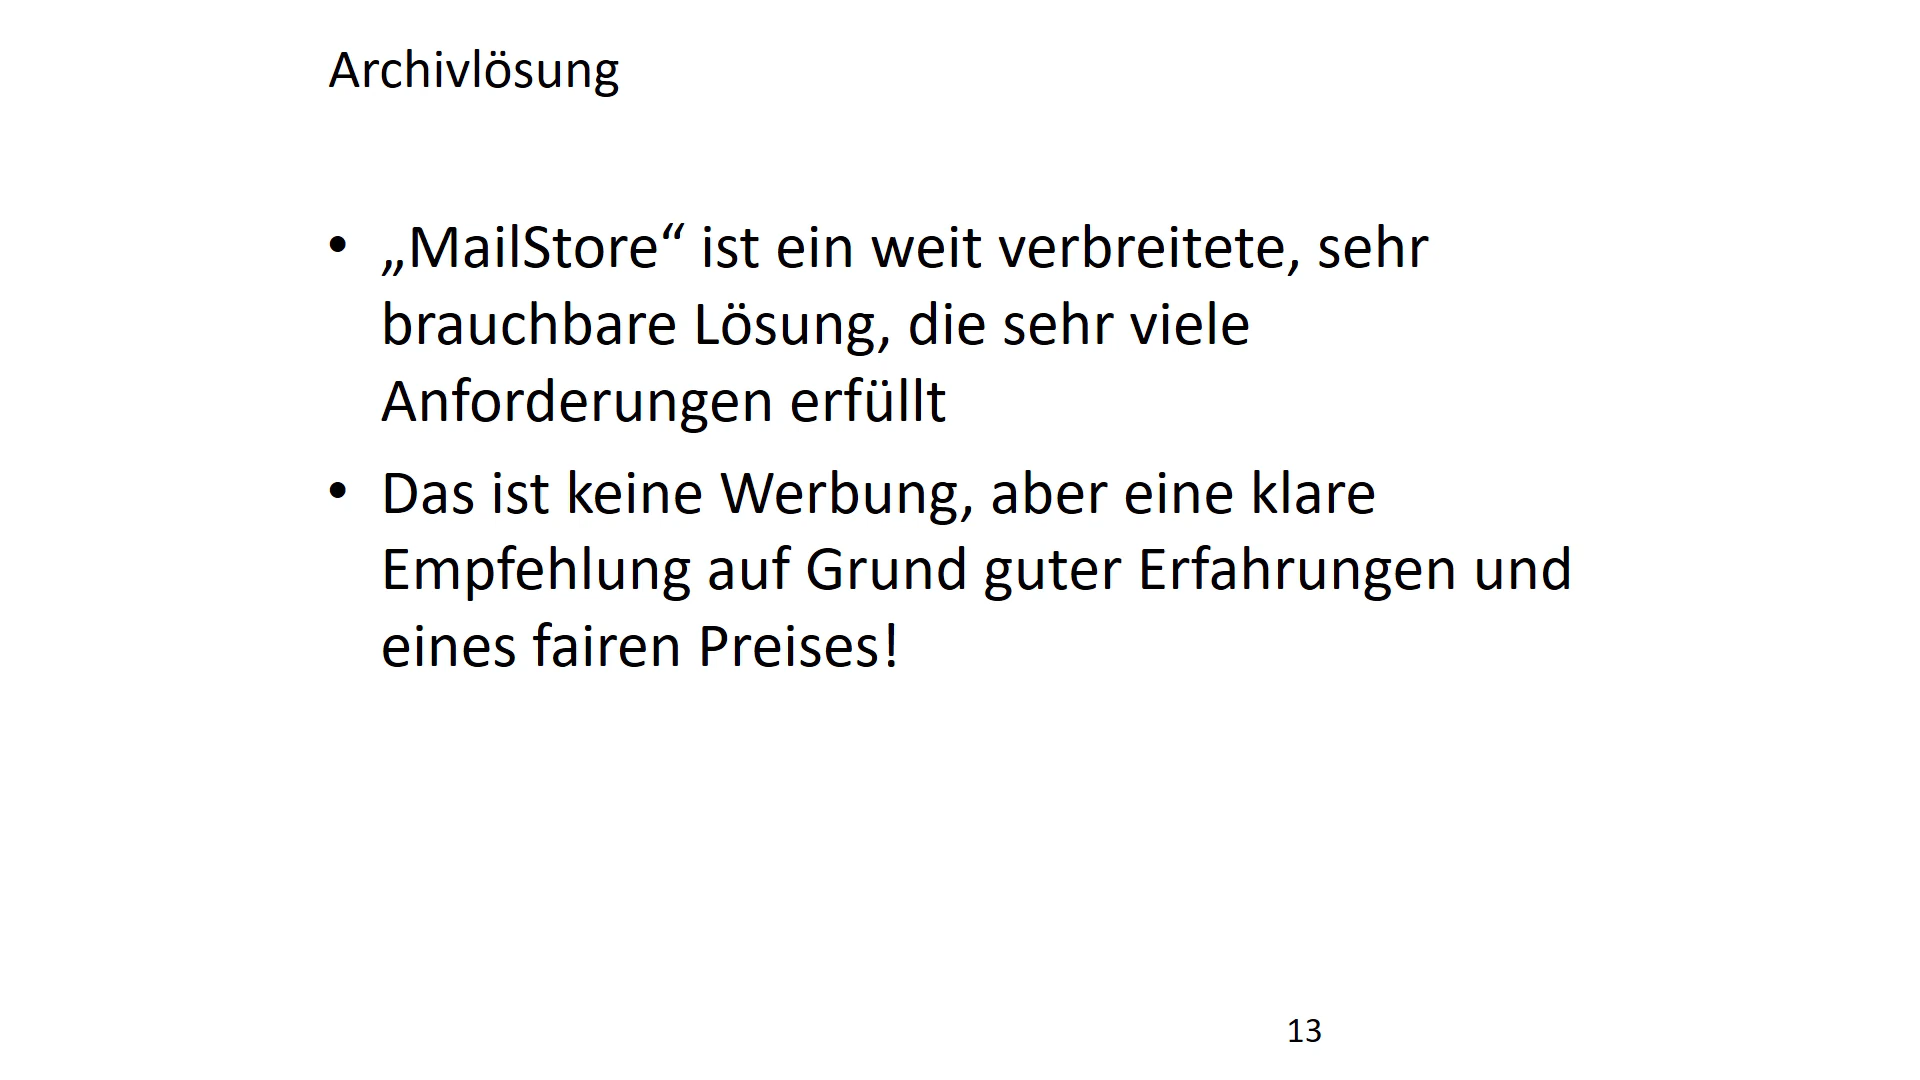 Archivlösung
• „MailStore“ ist ein weit verbreitete, sehr
brauchbare Lösung, die sehr viele
Anforderungen erfüllt
• Das ist keine Werbung, aber eine klare
Empfehlung auf Grund guter Erfahrungen und
eines fairen Preises!
13